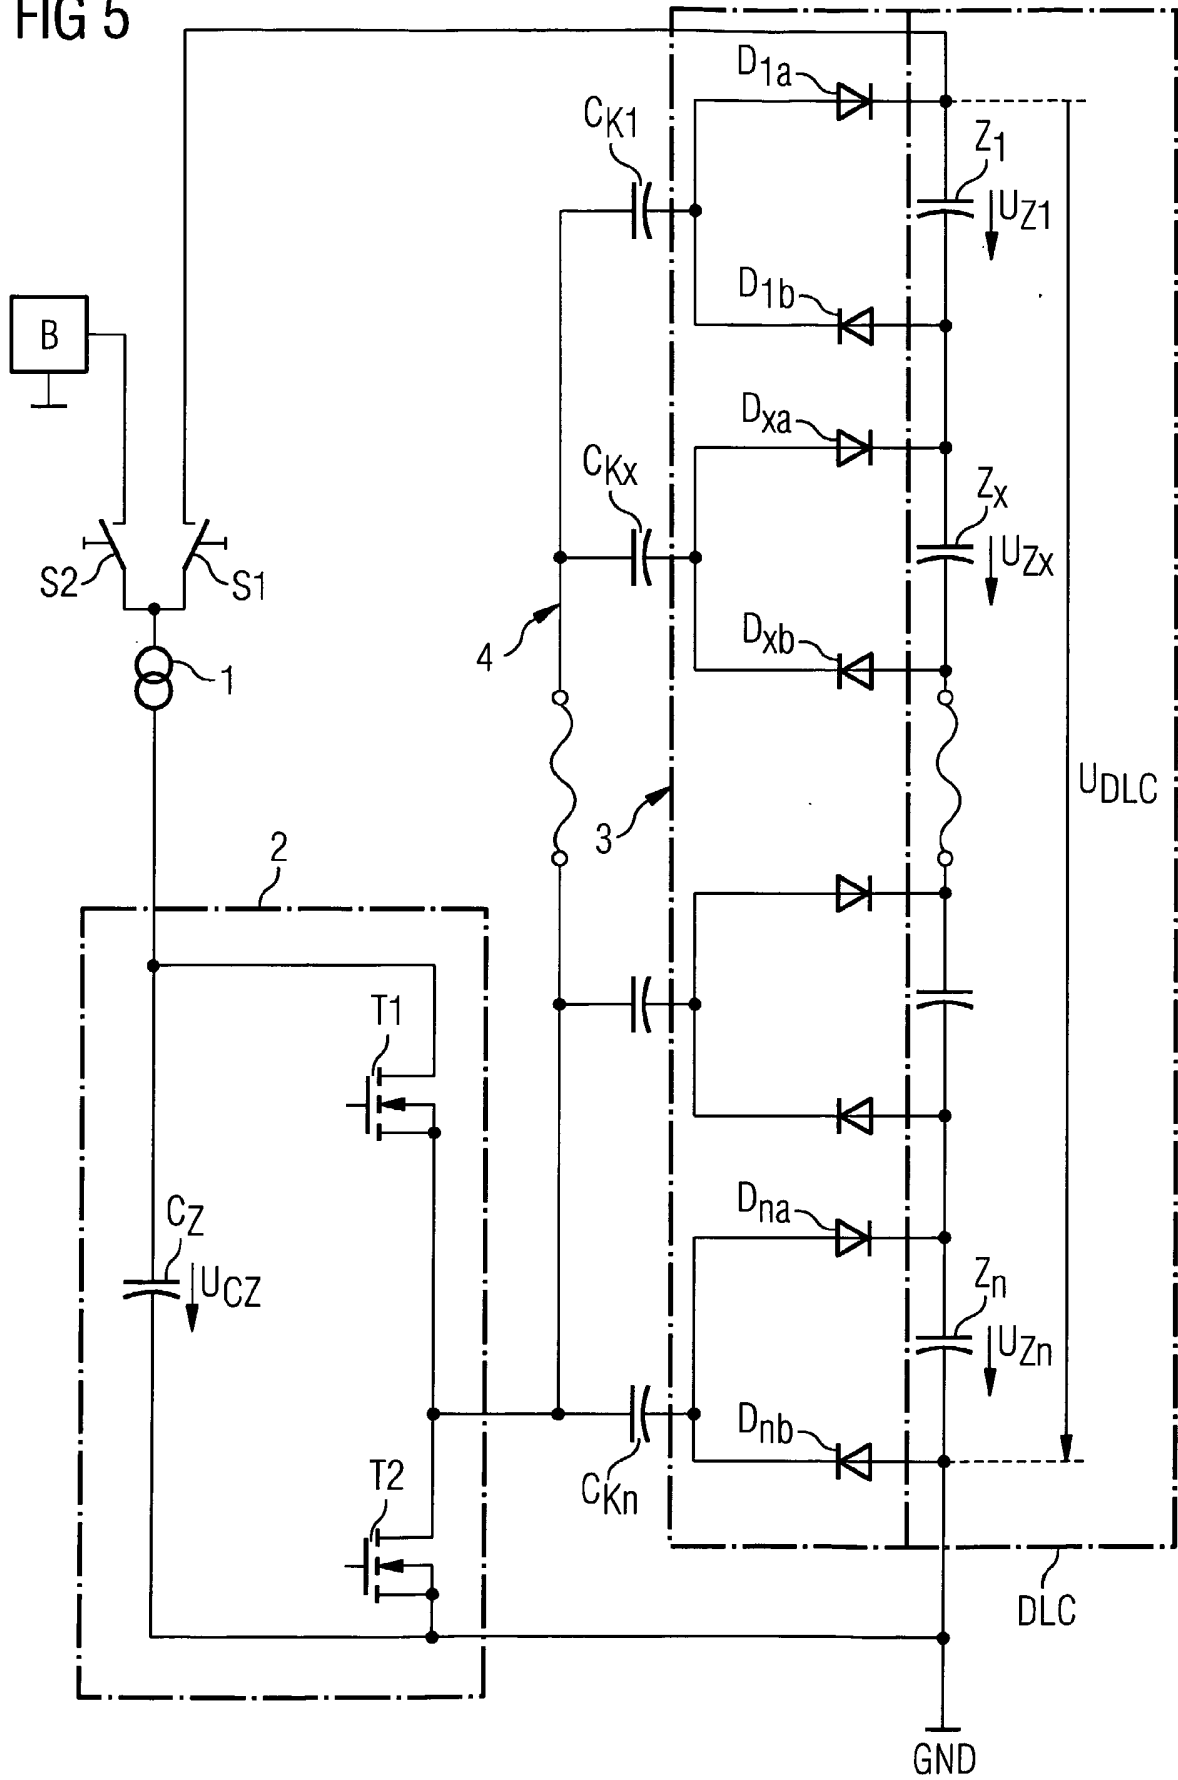 FIG 5
D1a
CK1
Z1
UZ1
D1b
B
Dxa
CKx
Zx
UZx
S2
S1
Dxb
4
1
UDLC
3
2
T1
Dna
CZ
UCZ
Zn
UZn
Dnb
T2
CKn
DLC
GND